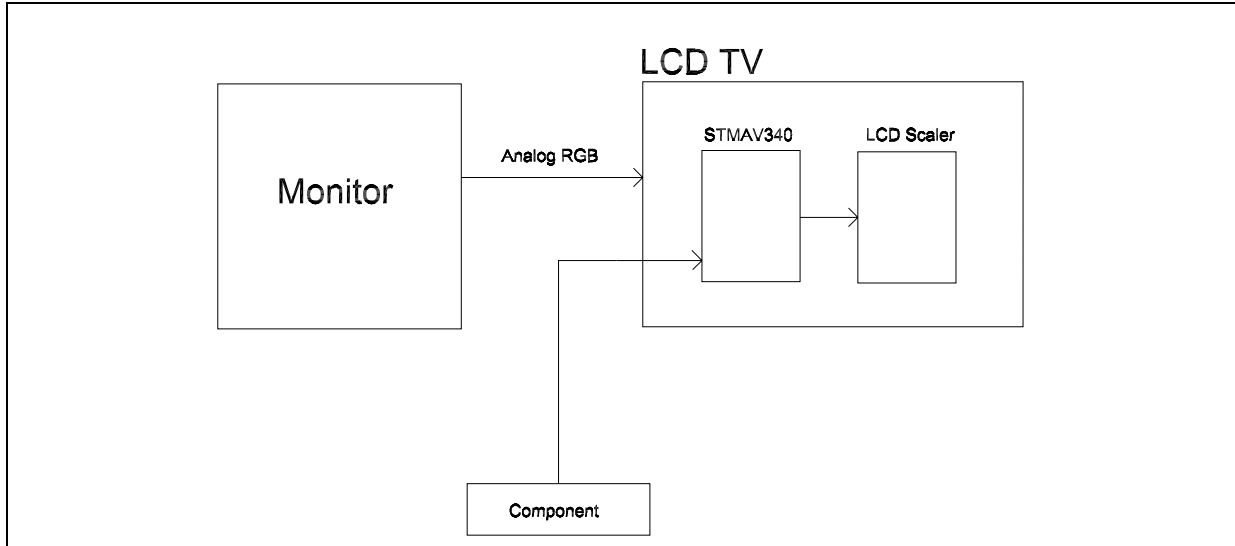 LCD TV
STMAV340
LCD Scaler
Analog RGB
Monitor
Component